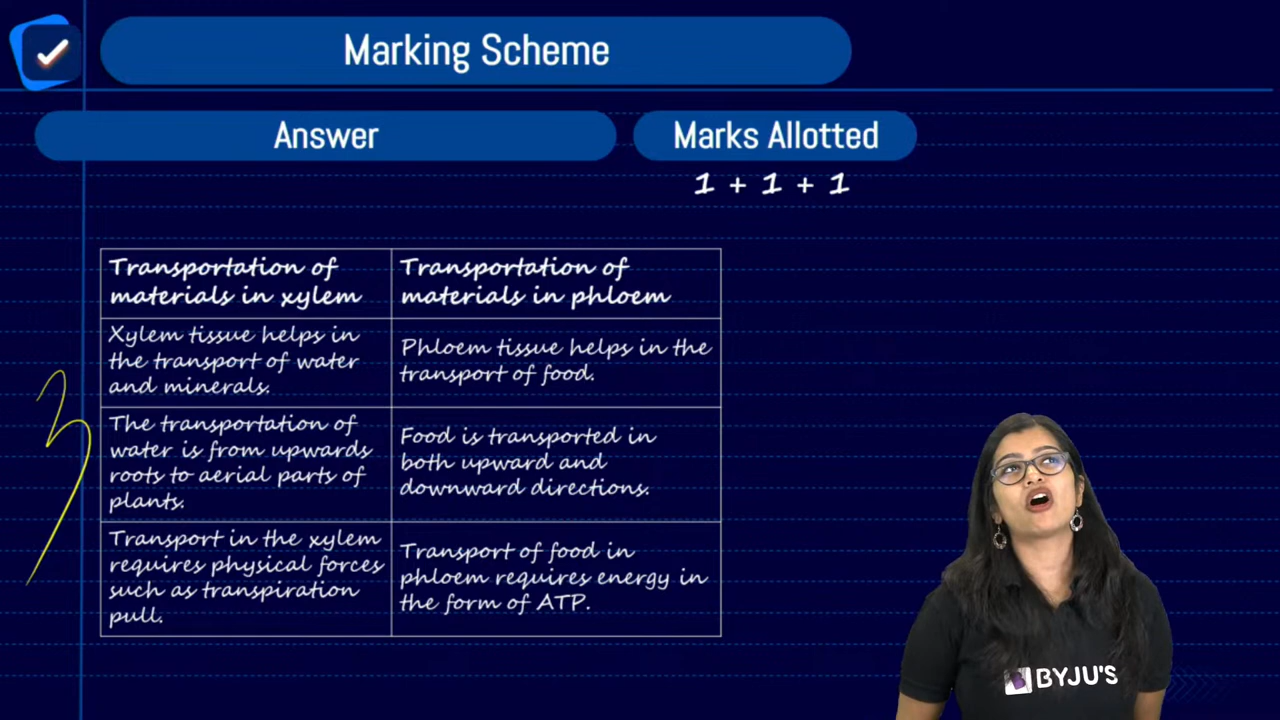 Marking Scheme
Answer
Marks Allotted
1 + 1 + 1
Transportation of
materials in xylem
Transportation of
materials in phloem
Xylem tissue helps in
the transport of water
and minerals.
Phloem tissue helps in the
transport of food.
The transportation of
water is from upwards
roots to aerial parts of
plants.
Food is transported in
both upward and
downward directions.
Transport in the xylem
requires physical forces
such as transpiration
pull.
Transport of food in
phloem requires energy in
the form of ATP.
3
BYJU'S